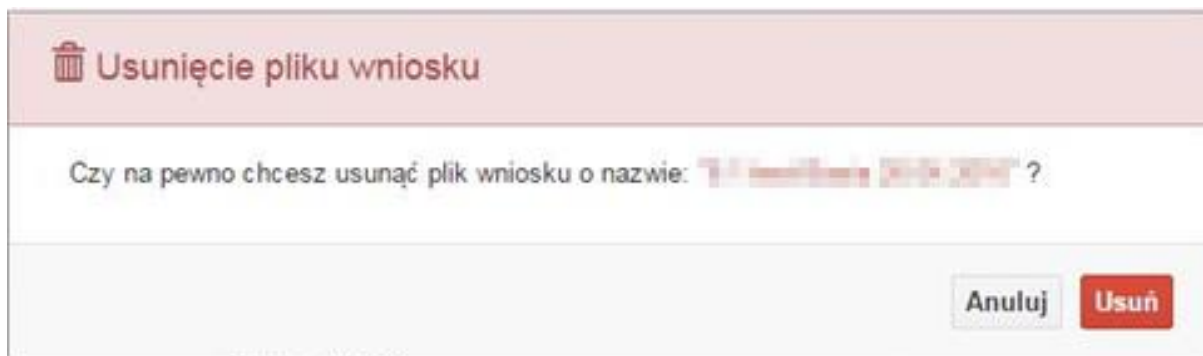 Usunięcie pliku wniosku
Czy na pewno chcesz usunąć plik wniosku o nazwie: ?
Anuluj
Usuń